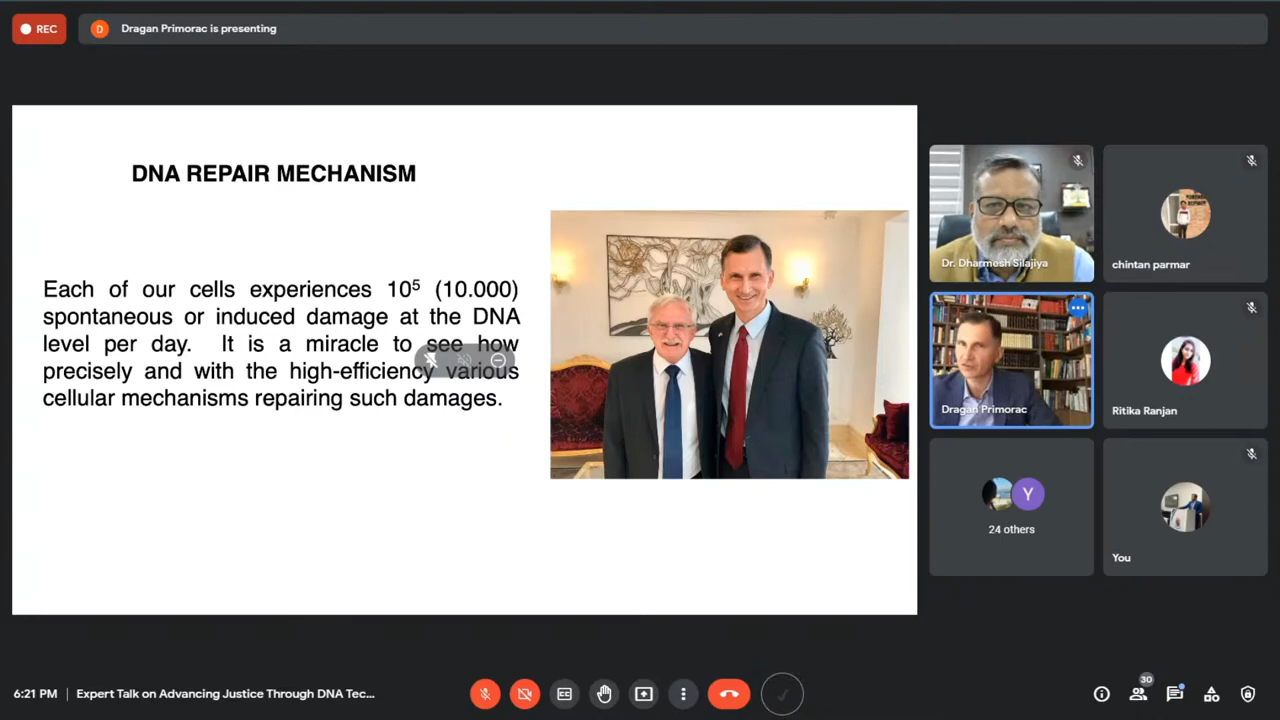 REC
D
Dragan Primorac is presenting
DNA REPAIR MECHANISM
Each of our cells experiences 10⁵ (10.000)
spontaneous or induced damage at the DNA
level per day. It is a miracle to see how
precisely and with the high-efficiency various
cellular mechanisms repairing such damages.
Dr. Dharmesh Silajiya
chintan parmar
Dragan Primorac
Ritika Ranjan
Y
24 others
You
6:21 PM | Expert Talk on Advancing Justice Through DNA Tec...
CC
30